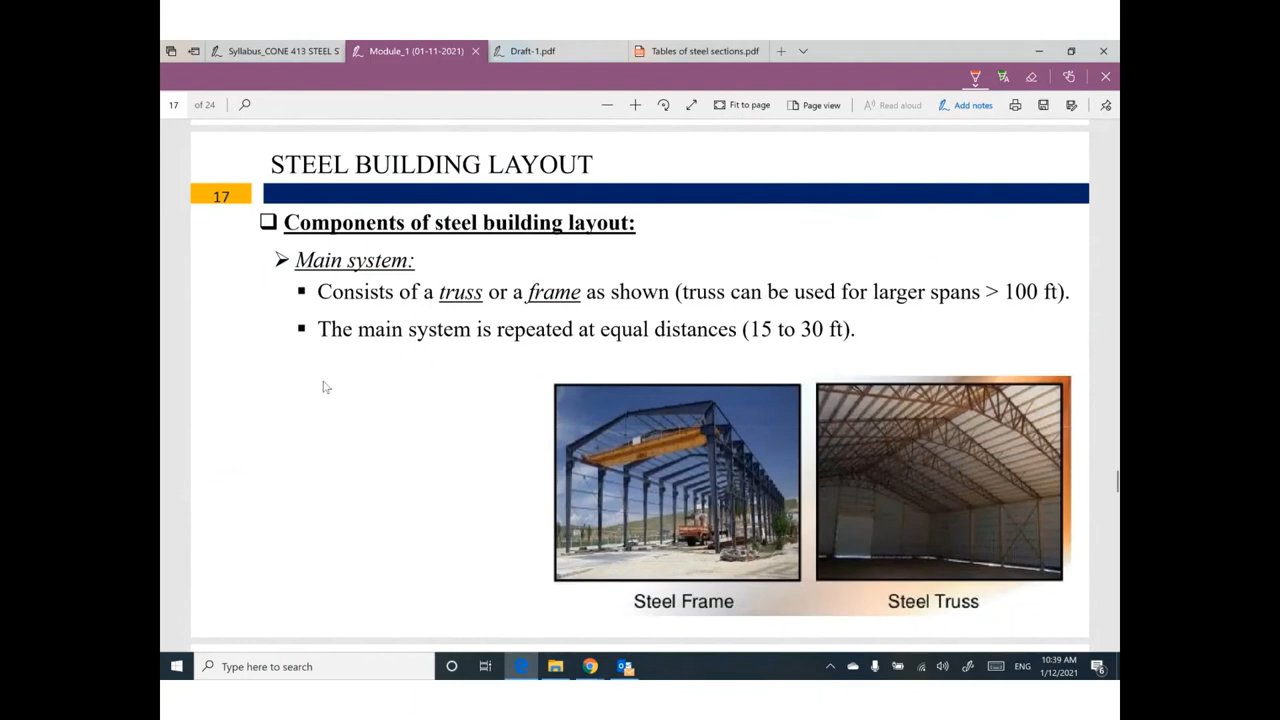 Syllabus_CONE 413 STEEL S
Module_1 (01-11-2021)
Draft-1.pdf
Tables of steel sections.pdf
17 of 24
Fit to page
Page view
Read aloud
Add notes
STEEL BUILDING LAYOUT
17
Components of steel building layout:
Main system:
Consists of a truss or a frame as shown (truss can be used for larger spans > 100 ft).
The main system is repeated at equal distances (15 to 30 ft).
Steel Frame
Steel Truss
Type here to search
ENG
10:39 AM
1/12/2021
6